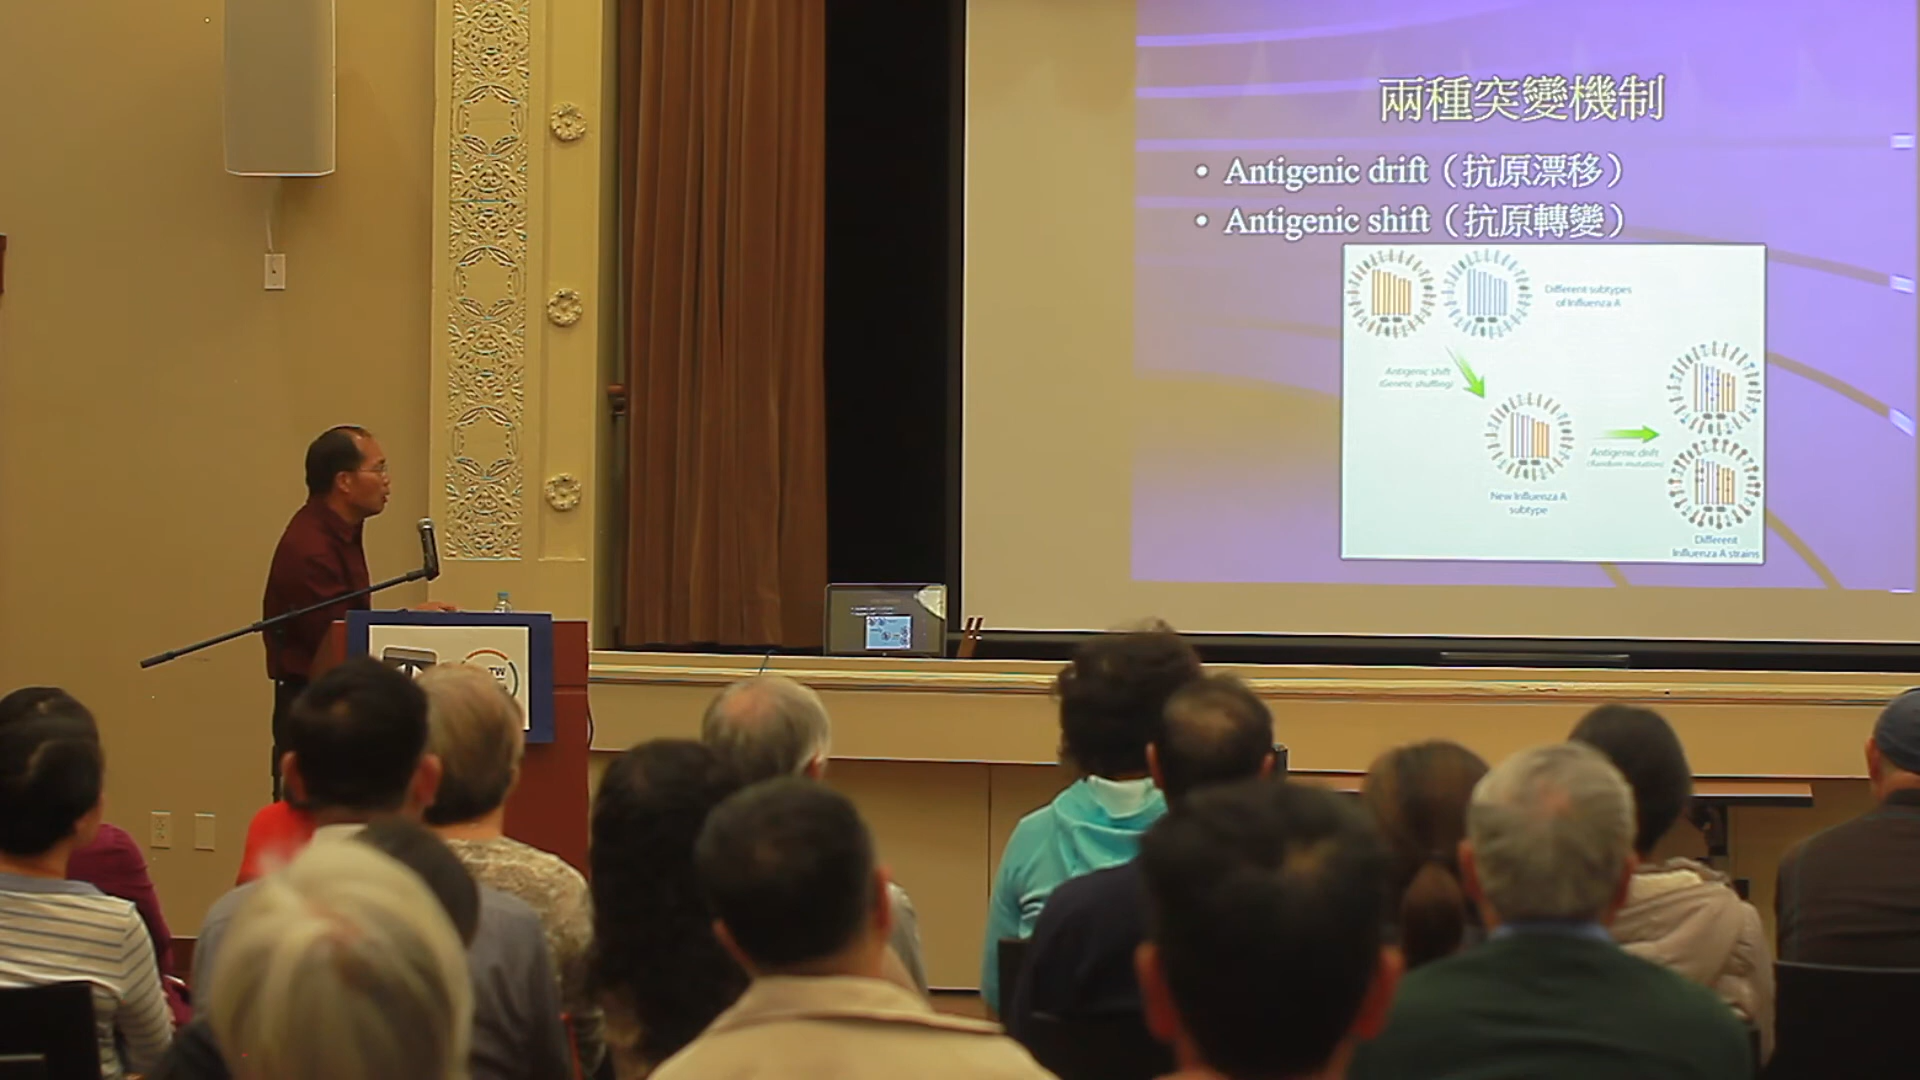 兩種突變機制
• Antigenic drift（抗原漂移）
• Antigenic shift（抗原轉變）
Different subtypes
of Influenza A
Antigenic shift
(Genetic shuffling)
Antigenic drift
(Random mutation)
New Influenza A
subtype
Different
Influenza A strains
TW